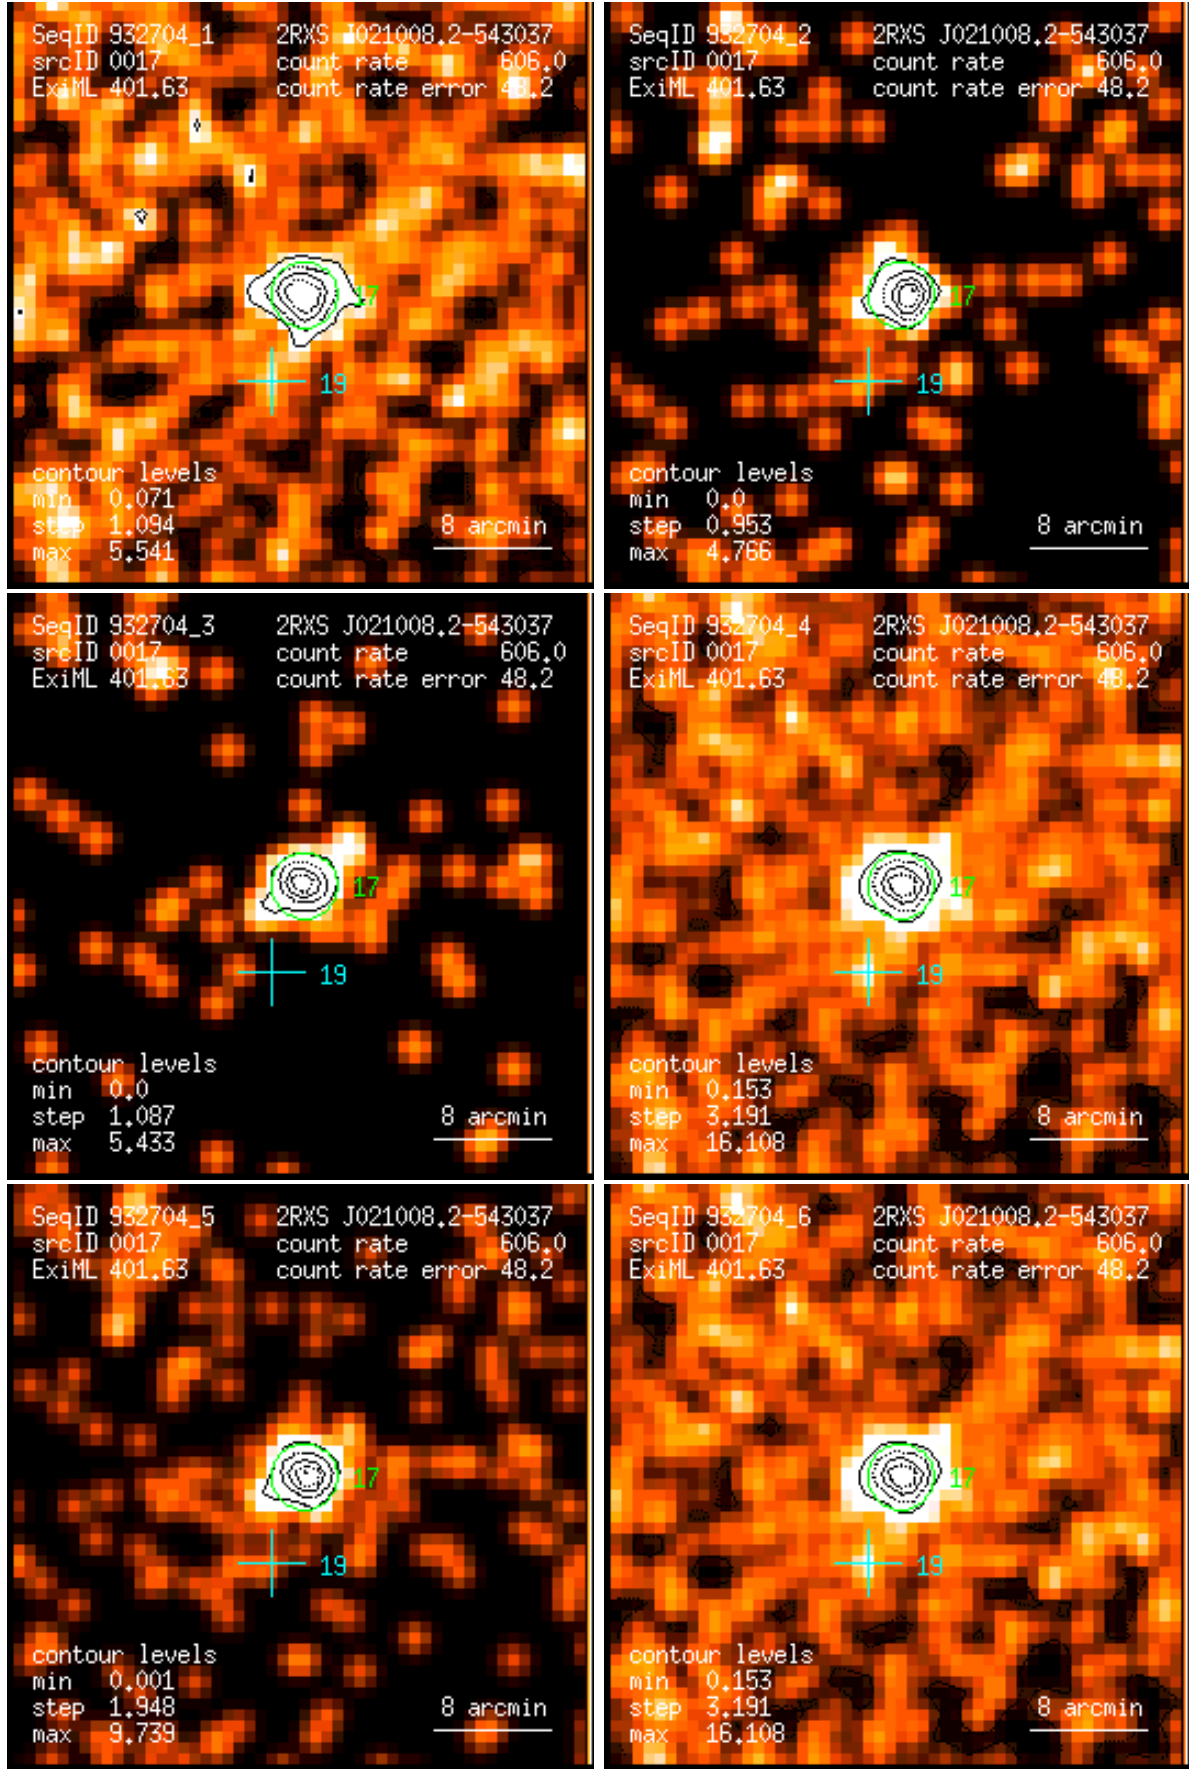 SeqID 932704_1 2RXS J021008.2-543037
srcID 0017 count rate 606.0
ExiML 401.63 count rate error 48.2
17
19
contour levels
min 0.071
step 1.094 8 arcmin
max 5.541
SeqID 932704_2 2RXS J021008.2-543037
srcID 0017 count rate 606.0
ExiML 401.63 count rate error 48.2
17
19
contour levels
min 0.0
step 0.953 8 arcmin
max 4.766
SeqID 932704_3 2RXS J021008.2-543037
srcID 0017 count rate 606.0
ExiML 401.63 count rate error 48.2
17
19
contour levels
min 0.0
step 1.087 8 arcmin
max 5.433
SeqID 932704_4 2RXS J021008.2-543037
srcID 0017 count rate 606.0
ExiML 401.63 count rate error 48.2
17
19
contour levels
min 0.153
step 3.191 8 arcmin
max 16.108
SeqID 932704_5 2RXS J021008.2-543037
srcID 0017 count rate 606.0
ExiML 401.63 count rate error 48.2
17
19
contour levels
min 0.001
step 1.948 8 arcmin
max 9.739
SeqID 932704_6 2RXS J021008.2-543037
srcID 0017 count rate 606.0
ExiML 401.63 count rate error 48.2
17
19
contour levels
min 0.153
step 3.191 8 arcmin
max 16.108